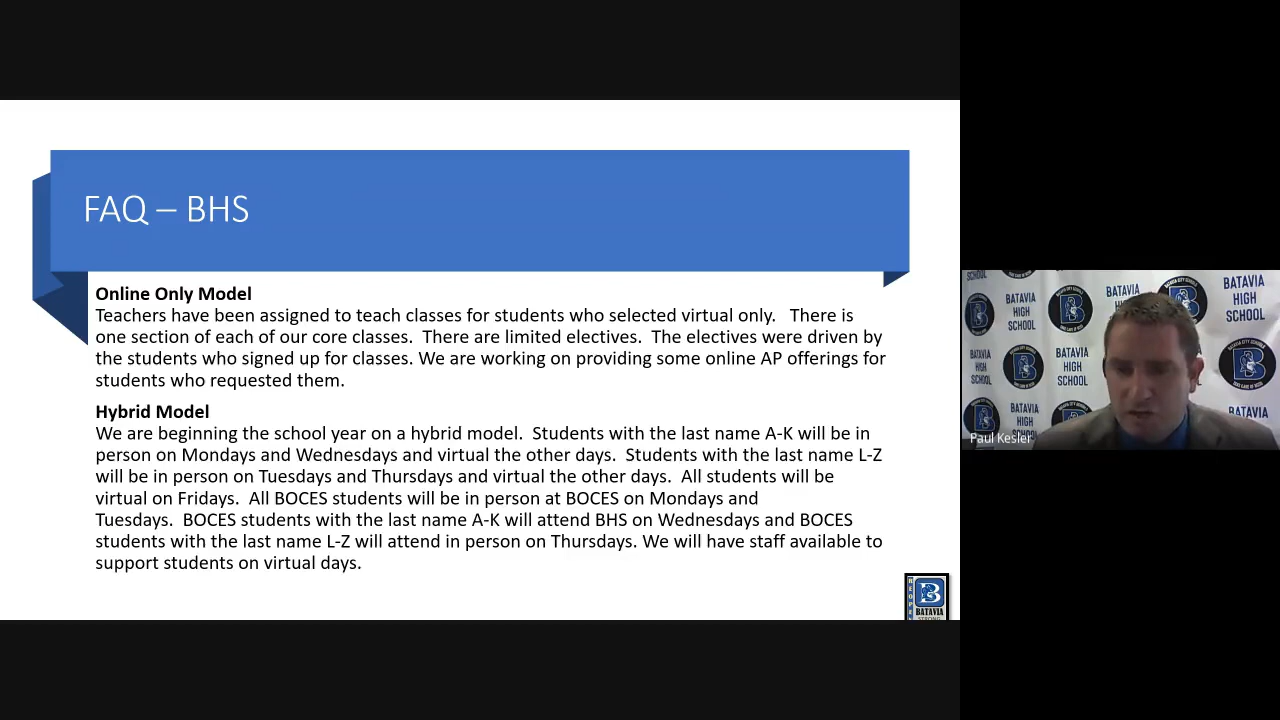 FAQ – BHS
Online Only Model
Teachers have been assigned to teach classes for students who selected virtual only.   There is
one section of each of our core classes.  There are limited electives.  The electives were driven by
the students who signed up for classes. We are working on providing some online AP offerings for
students who requested them.
Hybrid Model
We are beginning the school year on a hybrid model.  Students with the last name A-K will be in
person on Mondays and Wednesdays and virtual the other days.  Students with the last name L-Z
will be in person on Tuesdays and Thursdays and virtual the other days.  All students will be
virtual on Fridays.  All BOCES students will be in person at BOCES on Mondays and
Tuesdays.  BOCES students with the last name A-K will attend BHS on Wednesdays and BOCES
students with the last name L-Z will attend in person on Thursdays. We will have staff available to
support students on virtual days.
B
BATAVIA
STRONG
SCHOOL
BATAVIA
HIGH
SCHOOL
BATAVIA
HIGH
BATAVIA
HIGH
SCHOOL
BATAVIA
HIGH
SCHOOL
BATAVIA
HIGH
SCHOOL
BATAVIA
HIGH
BATAVIA
Paul Kesler